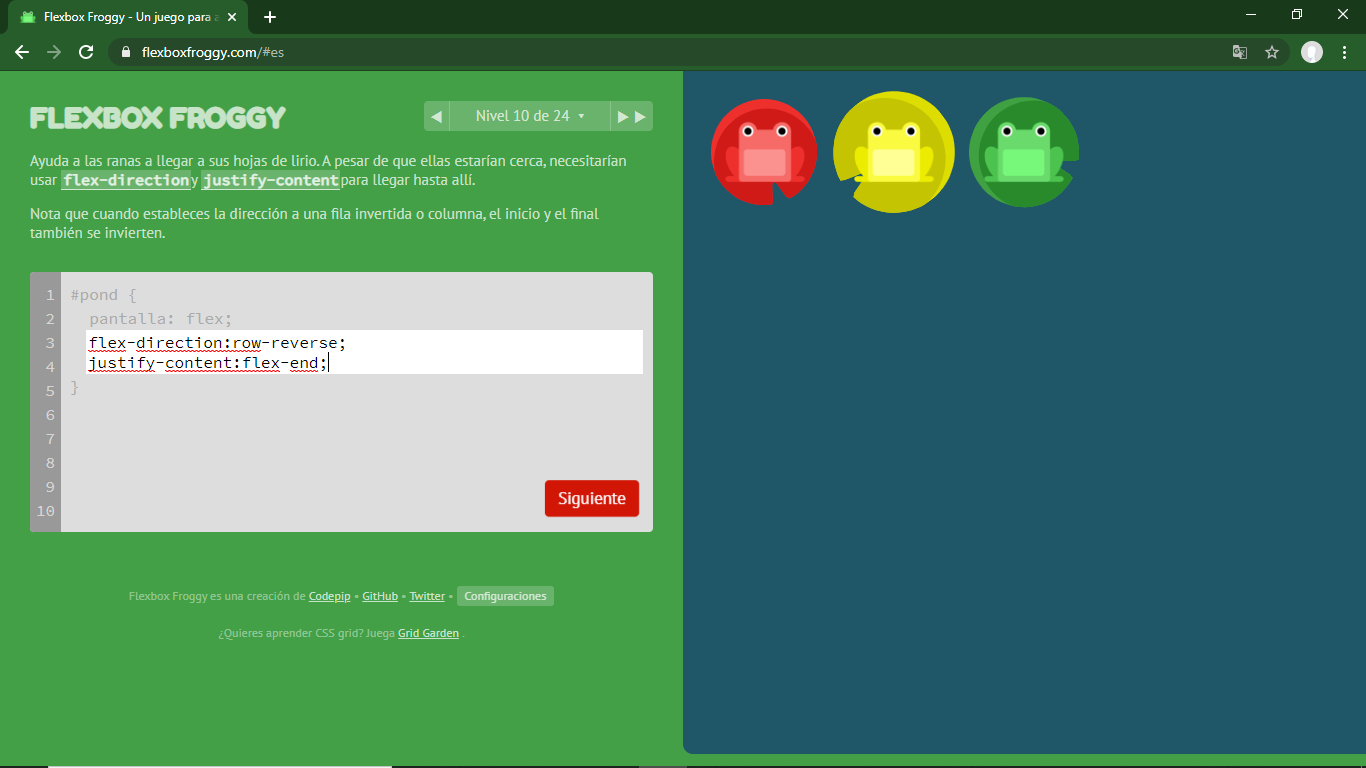 Flexbox Froggy - Un juego para a
flexboxfroggy.com/#es
FLEXBOX FROGGY
Nivel 10 de 24
Ayuda a las ranas a llegar a sus hojas de lirio. A pesar de que ellas estarían cerca, necesitarían
usar flex-direction y justify-content para llegar hasta allí.
Nota que cuando estableces la dirección a una fila invertida o columna, el inicio y el final
también se invierten.
1 #pond {
2 pantalla: flex;
3 flex-direction:row-reverse;
4 justify-content:flex-end;
5 }
6
7
8
9
10
Siguiente
Flexbox Froggy es una creación de Codepip • GitHub • Twitter • Configuraciones
¿Quieres aprender CSS grid? Juega Grid Garden .